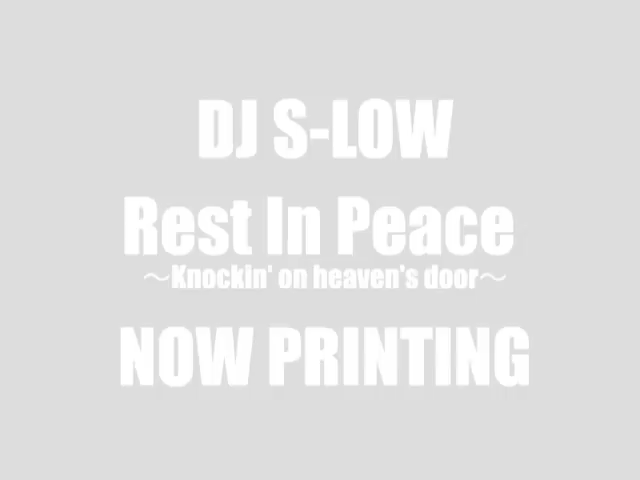 DJ S-LOW
Rest In Peace
～Knockin' on heaven's door～
NOW PRINTING